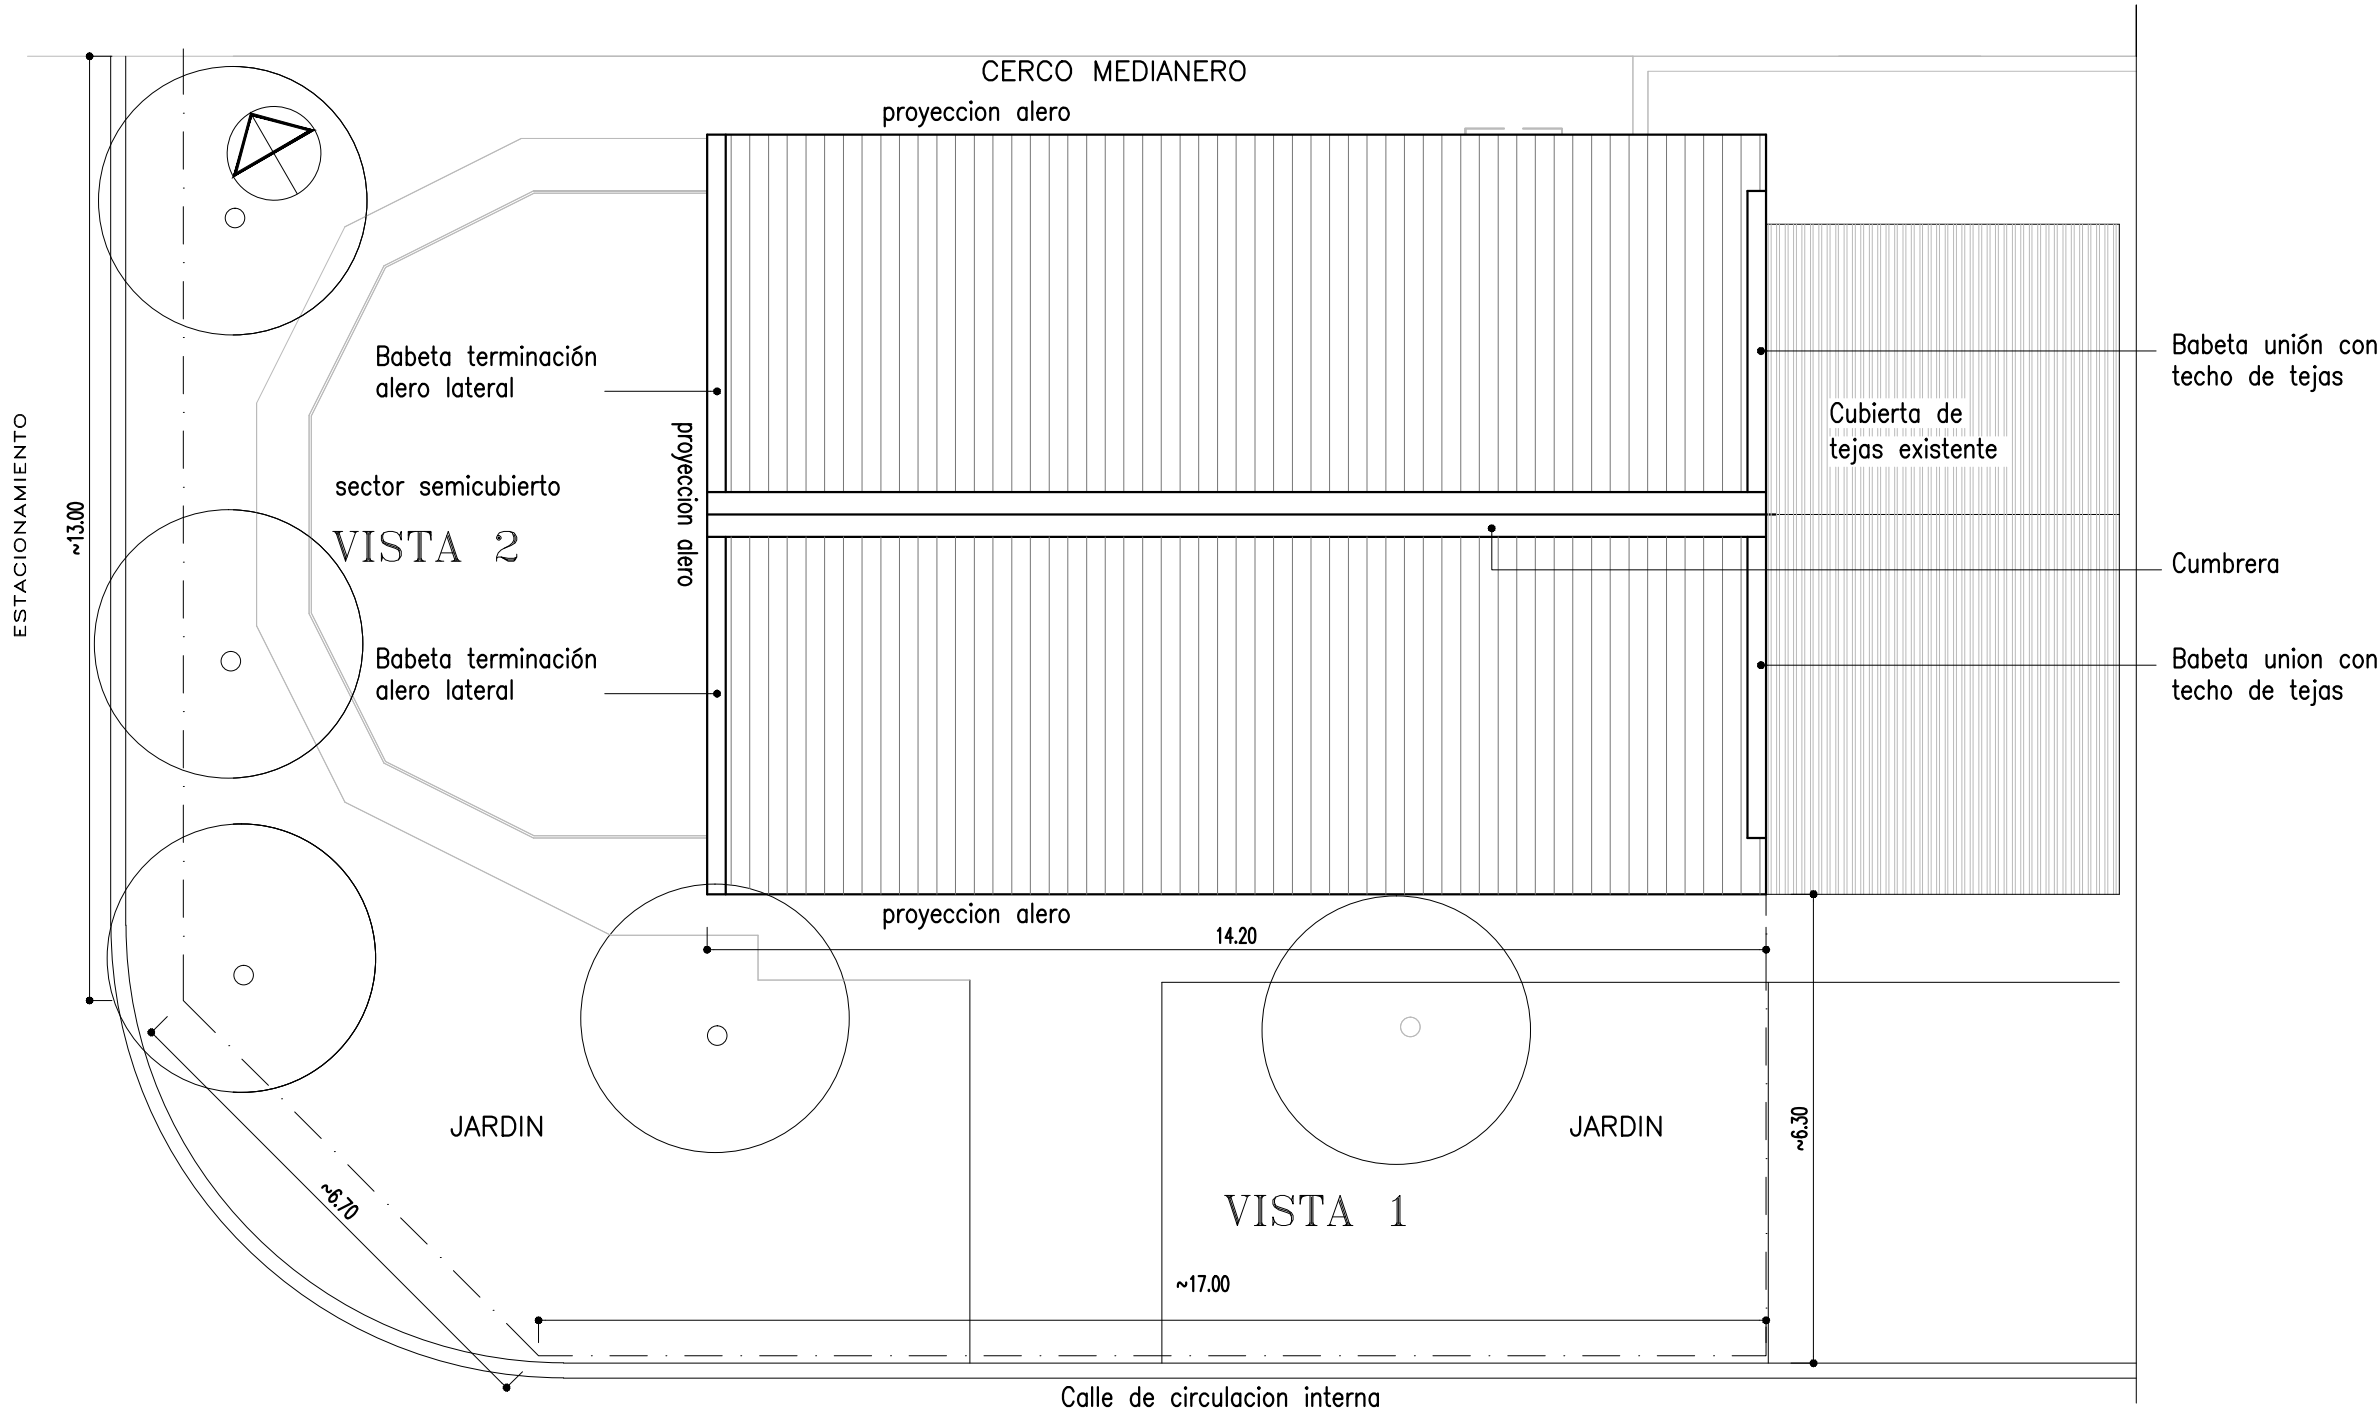 CERCO MEDIANERO
proyeccion alero
Babeta terminación
alero lateral
Babeta unión con
techo de tejas
Cubierta de
tejas existente
ESTACIONAMIENTO
~13.00
sector semicubierto
VISTA 2
proyeccion alero
Cumbrera
Babeta terminación
alero lateral
Babeta union con
techo de tejas
proyeccion alero
14.20
JARDIN
JARDIN
~6.30
~6.70
VISTA 1
~17.00
Calle de circulacion interna